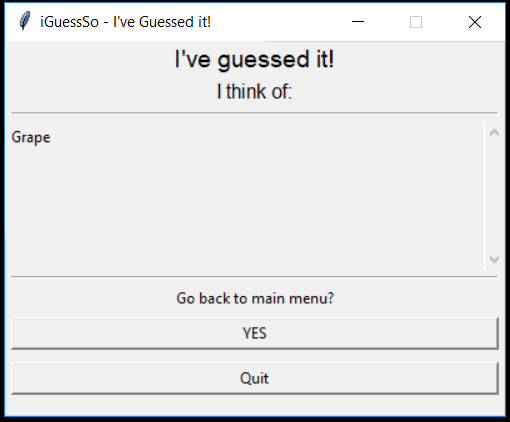 iGuessSo - I've Guessed it!
I've guessed it!
I think of:
Grape
Go back to main menu?
YES
Quit